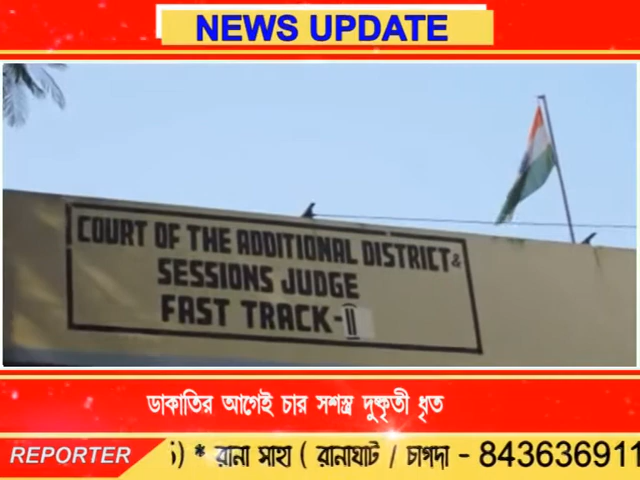 NEWS UPDATE
COURT OF THE ADDITIONAL DISTRICT &
SESSIONS JUDGE
FAST TRACK-II
ডাকাতির আগেই চার সশস্ত্র দুষ্কৃতী ধৃত
REPORTER
) * রানা সাহা ( রানাঘাট / চাগদা - 843636911